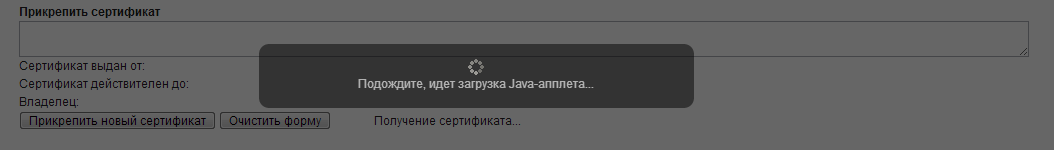 Прикрепить сертификат
Подождите, идет загрузка Java-апплета...
Сертификат выдан от:
Сертификат действителен до:
Владелец:
Прикрепить новый сертификат Очистить форму Получение сертификата...